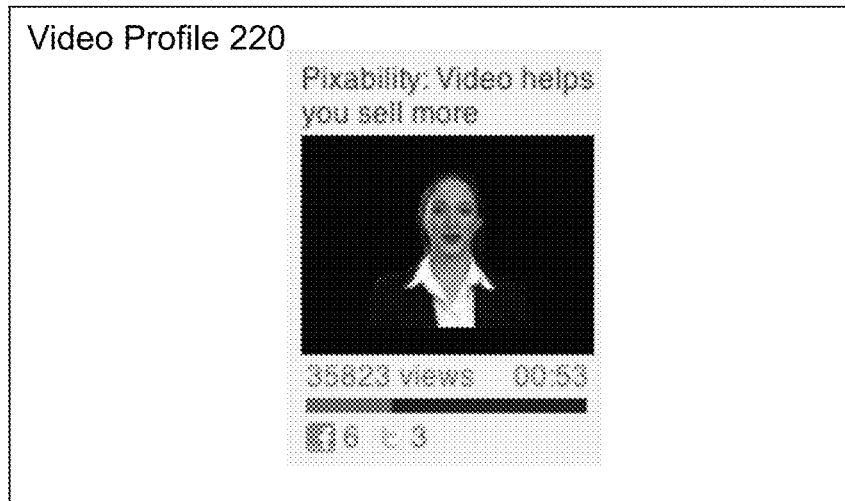 Video Profile 220
Pixability: Video helps
you sell more
35823 views 00:53
6 t 3